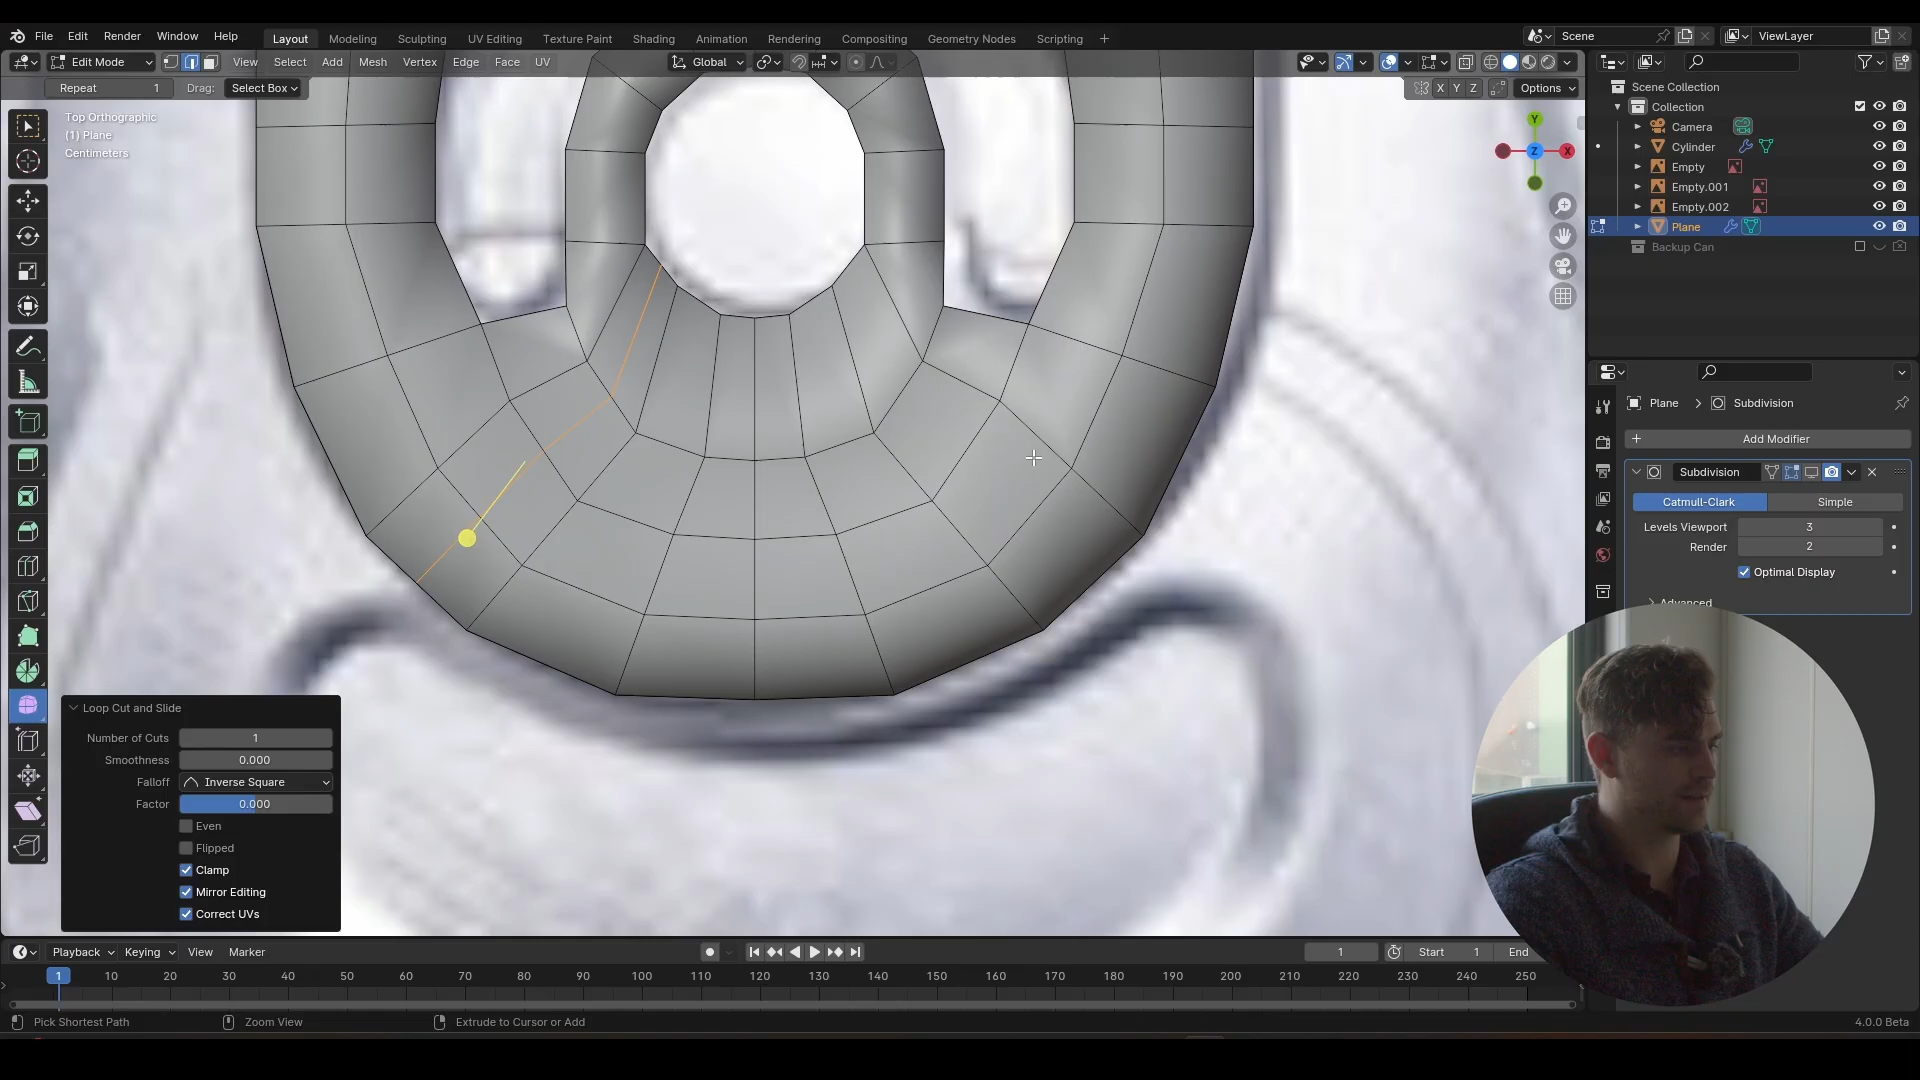 File Edit Render Window Help Layout Modeling Sculpting UV Editing Texture Paint Shading Animation Rendering Compositing Geometry Nodes Scripting + Scene ViewLayer
Edit Mode View Select Add Mesh Vertex Edge Face UV Global
Repeat 1 Drag: Select Box X Y Z Options
Top Orthographic
(1) Plane
Centimeters
Y
Z
X
Scene Collection
Collection
Camera
Cylinder
Empty
Empty.001
Empty.002
Plane
Backup Can
Plane > Subdivision
+ Add Modifier
Subdivision
Catmull-Clark Simple
Levels Viewport 3
Render 2
Optimal Display
Advanced
Loop Cut and Slide
Number of Cuts 1
Smoothness 0.000
Falloff Inverse Square
Factor 0.000
Even
Flipped
Clamp
Mirror Editing
Correct UVs
Playback Keying View Marker 1 Start 1 End
1 10 20 30 40 50 60 70 80 90 100 110 120 130 140 150 160 170 180 190 200 210 220 230 240 250
Pick Shortest Path Zoom View Extrude to Cursor or Add 4.0.0 Beta